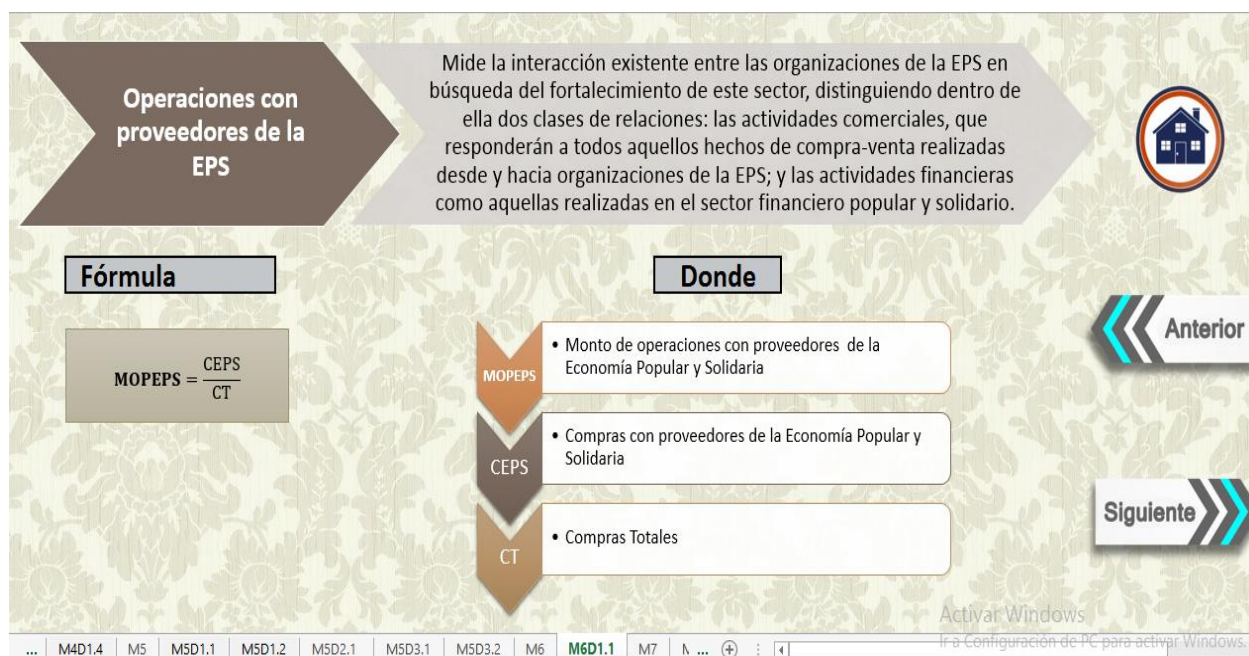 Operaciones con
proveedores de la
EPS
Mide la interacción existente entre las organizaciones de la EPS en
búsqueda del fortalecimiento de este sector, distinguiendo dentro de
ella dos clases de relaciones: las actividades comerciales, que
responderán a todos aquellos hechos de compra-venta realizadas
desde y hacia organizaciones de la EPS; y las actividades financieras
como aquellas realizadas en el sector financiero popular y solidario.
Fórmula
Donde
MOPEPS = CEPS / CT
MOPEPS
• Monto de operaciones con proveedores de la
Economía Popular y Solidaria
CEPS
• Compras con proveedores de la Economía Popular y
Solidaria
CT
• Compras Totales
Anterior
Siguiente
Activar Windows
Ir a Configuración de PC para activar Windows.
... M4D1.4 M5 M5D1.1 M5D1.2 M5D2.1 M5D3.1 M5D3.2 M6 M6D1.1 M7 ...